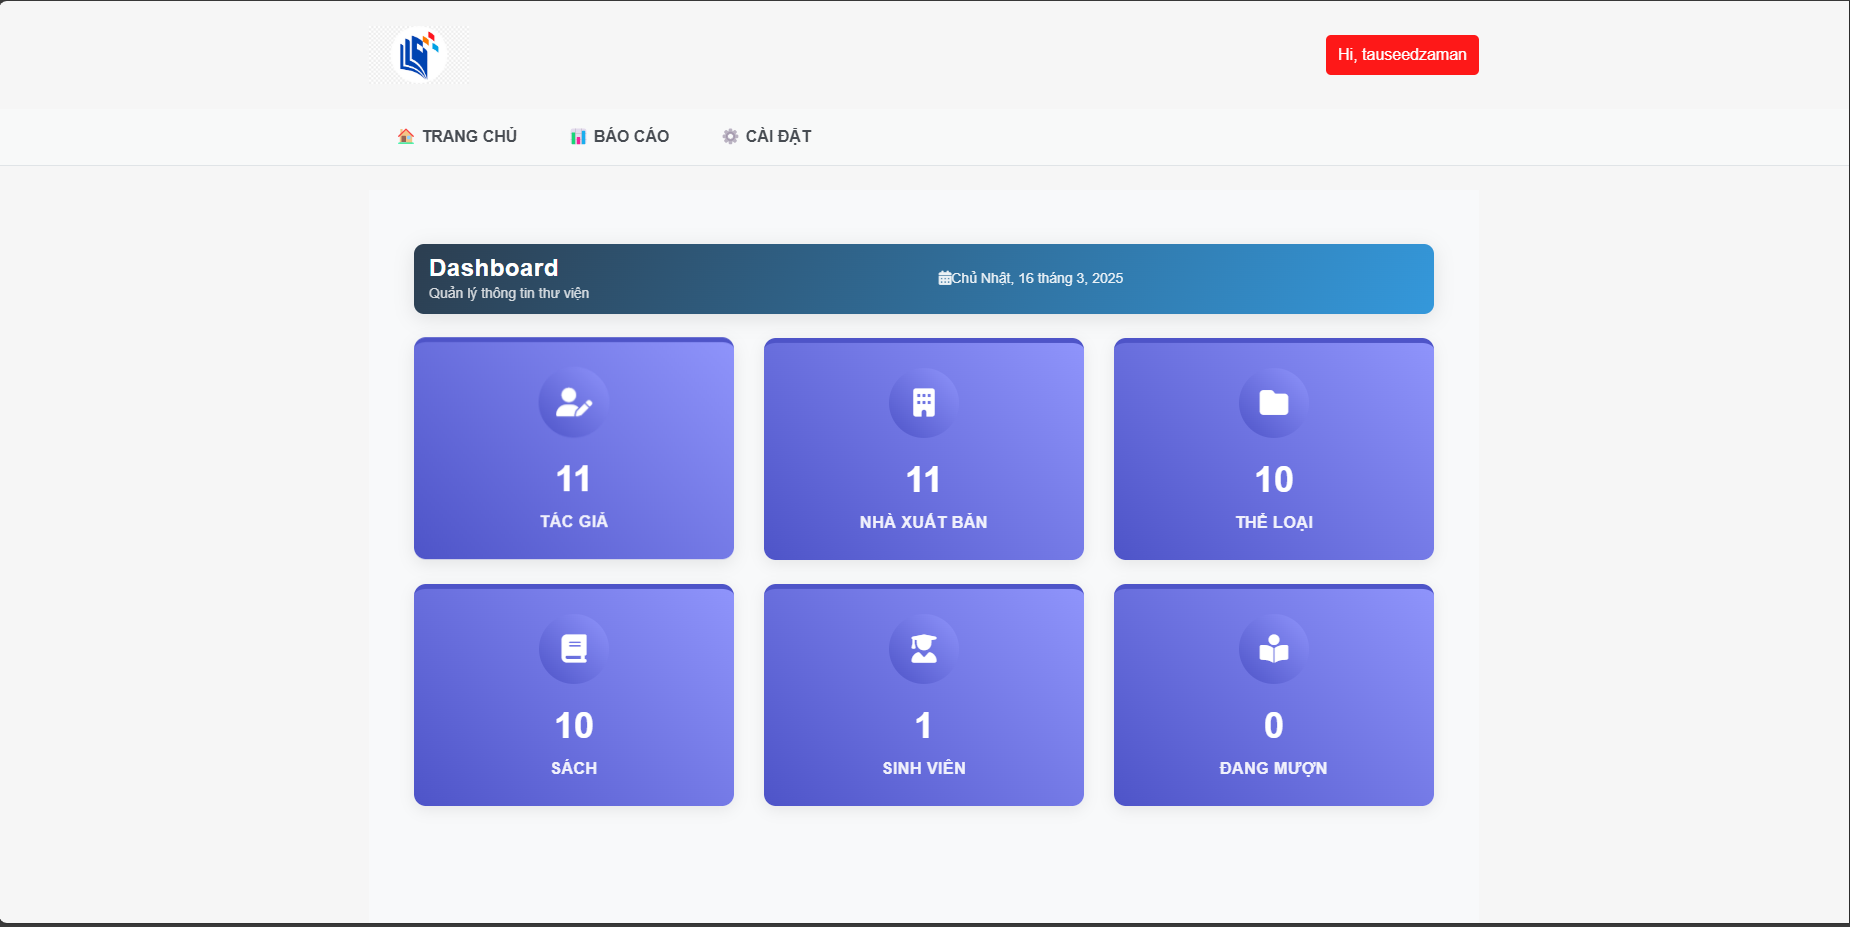 Hi, tauseedzaman
TRANG CHỦ
BÁO CÁO
CÀI ĐẶT
Dashboard
Quản lý thông tin thư viện
Chủ Nhật, 16 tháng 3, 2025
11
TÁC GIẢ
11
NHÀ XUẤT BẢN
10
THỂ LOẠI
10
SÁCH
1
SINH VIÊN
0
ĐANG MƯỢN